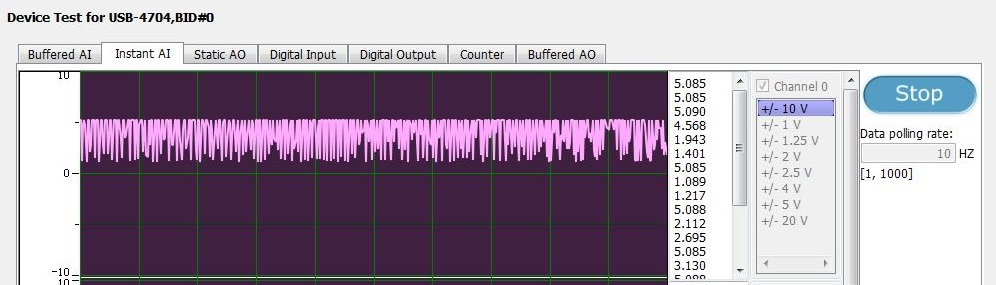 Device Test for USB-4704,BID#0
Buffered AI Instant AI Static AO Digital Input Digital Output Counter Buffered AO
10
0
-10
10
5.085
5.085
5.090
4.568
1.943
1.401
5.085
1.089
1.217
5.088
2.112
2.695
5.085
3.130
5.088
Channel 0
+/- 10 V
+/- 1 V
+/- 1.25 V
+/- 2 V
+/- 2.5 V
+/- 4 V
+/- 5 V
+/- 20 V
Stop
Data polling rate:
10 HZ
[1, 1000]